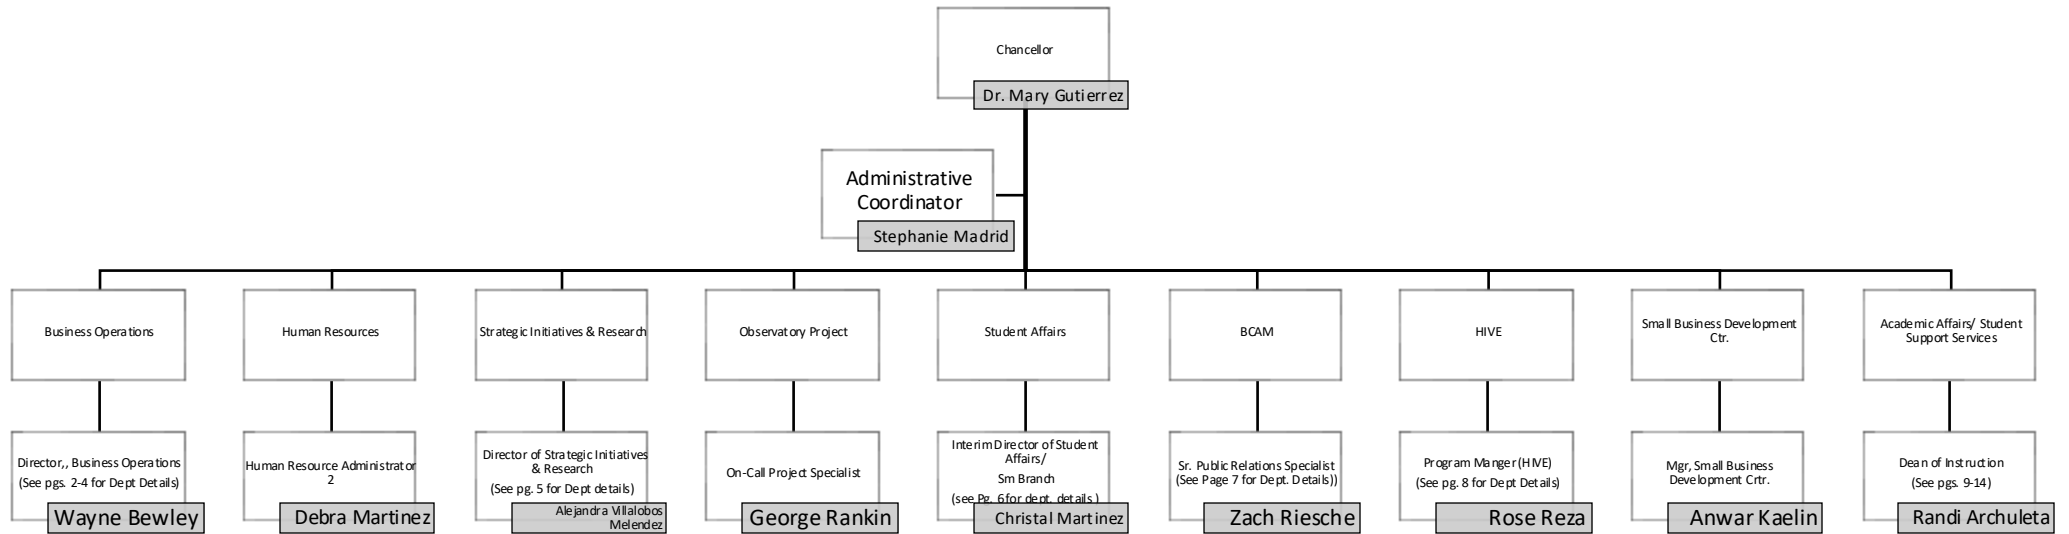 Chancellor
Dr. Mary Gutierrez
Administrative
Coordinator
Stephanie Madrid
Business Operations
Human Resources
Strategic Initiatives & Research
Observatory Project
Student Affairs
BCAM
HIVE
Small Business Development
Ctr.
Academic Affairs/ Student
Support Services
Director,, Business Operations
(See pgs. 2-4 for Dept Details)
Wayne Bewley
Human Resource Administrator
2
Debra Martinez
Director of Strategic Initiatives
& Research
(See pg. 5 for Dept details)
Alejandra Villalobos
Melendez
On-Call Project Specialist
George Rankin
Interim Director of Student
Affairs/
Sm Branch
(see Pg. 6 for dept. details )
Christal Martinez
Sr. Public Relations Specialist
(See Page 7 for Dept. Details))
Zach Riesche
Program Manger (HIVE)
(See pg. 8 for Dept Details)
Rose Reza
Mgr, Small Business
Development Crtr.
Anwar Kaelin
Dean of Instruction
(See pgs. 9-14)
Randi Archuleta